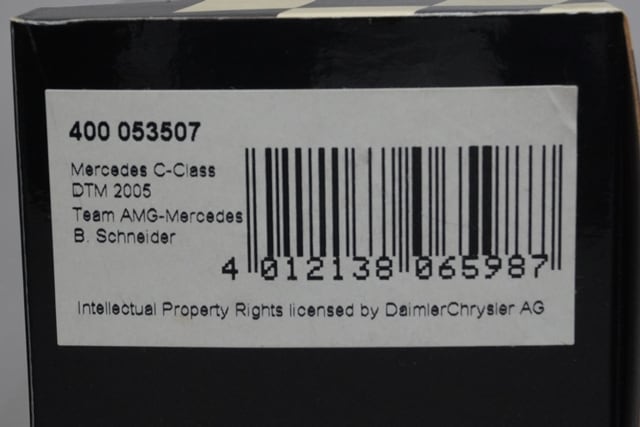 400 053507
Mercedes C-Class
DTM 2005
Team AMG-Mercedes
B. Schneider
4 012138 065987
Intellectual Property Rights licensed by DaimlerChrysler AG